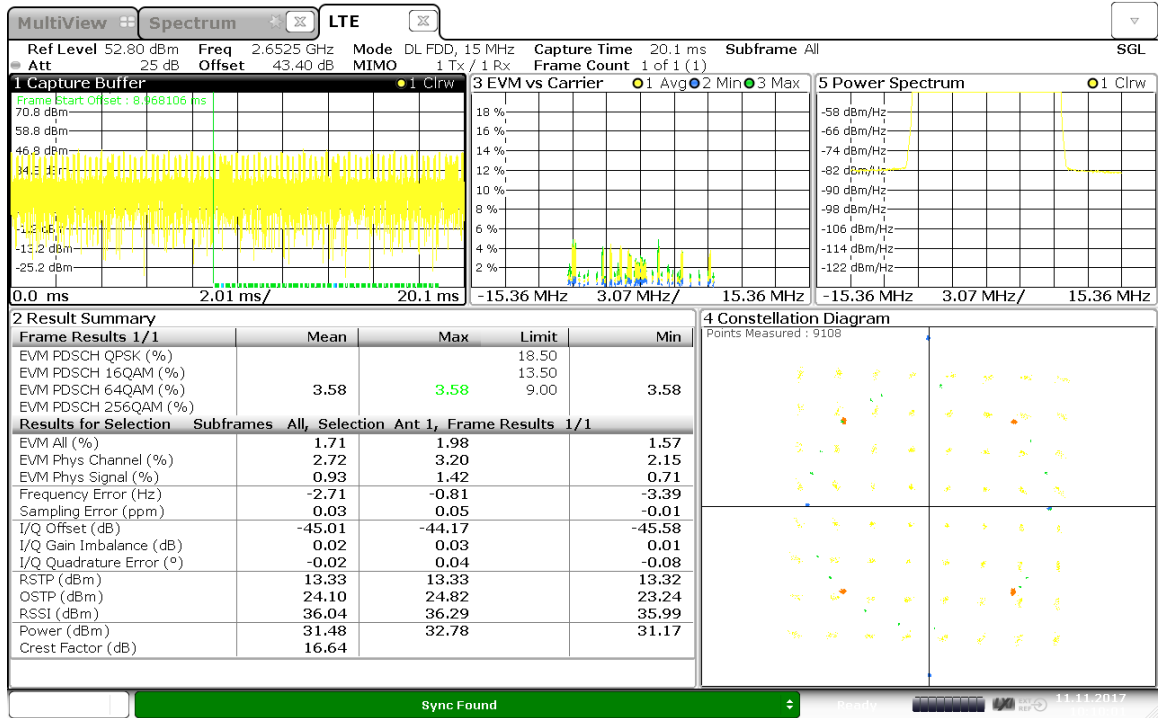 MultiView Spectrum LTE
Ref Level 52.80 dBm Freq 2.6525 GHz Mode DL FDD, 15 MHz Capture Time 20.1 ms Subframe All SGL
Att 25 dB Offset 43.40 dB MIMO 1 Tx / 1 Rx Frame Count 1 of 1 (1)
1 Capture Buffer 1 Clrw
Frame Start Offset : 8.968106 ms
70.8 dBm
58.8 dBm
46.8 dBm
-13.2 dBm
-25.2 dBm
0.0 ms 2.01 ms/ 20.1 ms
3 EVM vs Carrier 1 Avg 2 Min 3 Max
18 %
16 %
14 %
12 %
10 %
8 %
6 %
4 %
2 %
-15.36 MHz 3.07 MHz/ 15.36 MHz
5 Power Spectrum 1 Clrw
-58 dBm/Hz
-66 dBm/Hz
-74 dBm/Hz
-82 dBm/Hz
-90 dBm/Hz
-98 dBm/Hz
-106 dBm/Hz
-114 dBm/Hz
-122 dBm/Hz
-15.36 MHz 3.07 MHz/ 15.36 MHz
2 Result Summary
Frame Results 1/1 Mean Max Limit Min
EVM PDSCH QPSK (%) 18.50
EVM PDSCH 16QAM (%) 13.50
EVM PDSCH 64QAM (%) 3.58 3.58 9.00 3.58
EVM PDSCH 256QAM (%)
Results for Selection Subframes All, Selection Ant 1, Frame Results 1/1
EVM All (%) 1.71 1.98 1.57
EVM Phys Channel (%) 2.72 3.20 2.15
EVM Phys Signal (%) 0.93 1.42 0.71
Frequency Error (Hz) -2.71 -0.81 -3.39
Sampling Error (ppm) 0.03 0.05 -0.01
I/Q Offset (dB) -45.01 -44.17 -45.58
I/Q Gain Imbalance (dB) 0.02 0.03 0.01
I/Q Quadrature Error (º) -0.02 0.04 -0.08
RSTP (dBm) 13.33 13.33 13.32
OSTP (dBm) 24.10 24.82 23.24
RSSI (dBm) 36.04 36.29 35.99
Power (dBm) 31.48 32.78 31.17
Crest Factor (dB) 16.64
4 Constellation Diagram
Points Measured : 9108
Sync Found
Ready
11.11.2017